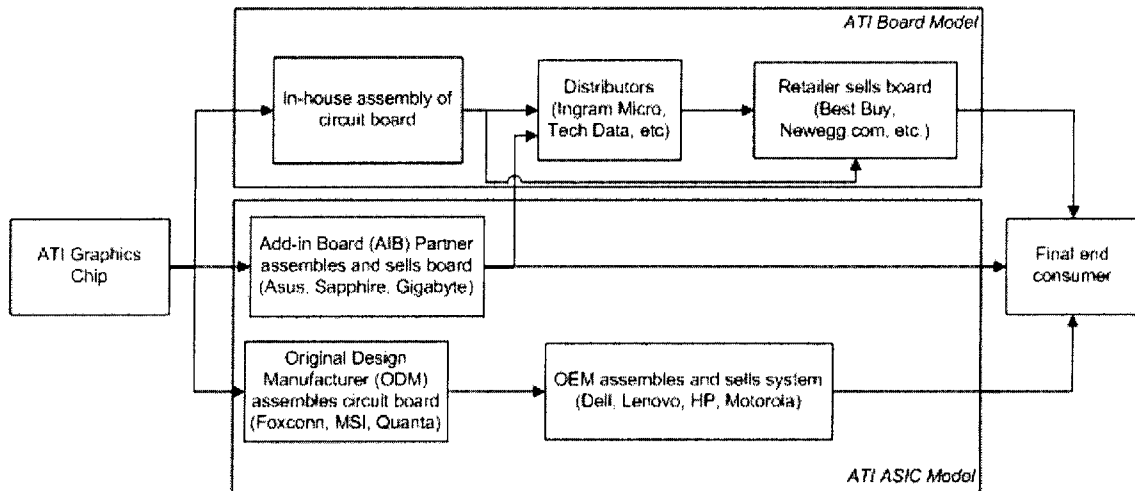 ATI Board Model
In-house assembly of
circuit board
Distributors
(Ingram Micro,
Tech Data, etc)
Retailer sells board
(Best Buy,
Newegg.com, etc.)
ATI Graphics
Chip
Add-in Board (AIB) Partner
assembles and sells board
(Asus, Sapphire, Gigabyte)
Final end
consumer
Original Design
Manufacturer (ODM)
assembles circuit board
(Foxconn, MSI, Quanta)
OEM assembles and sells system
(Dell, Lenovo, HP, Motorola)
ATI ASIC Model